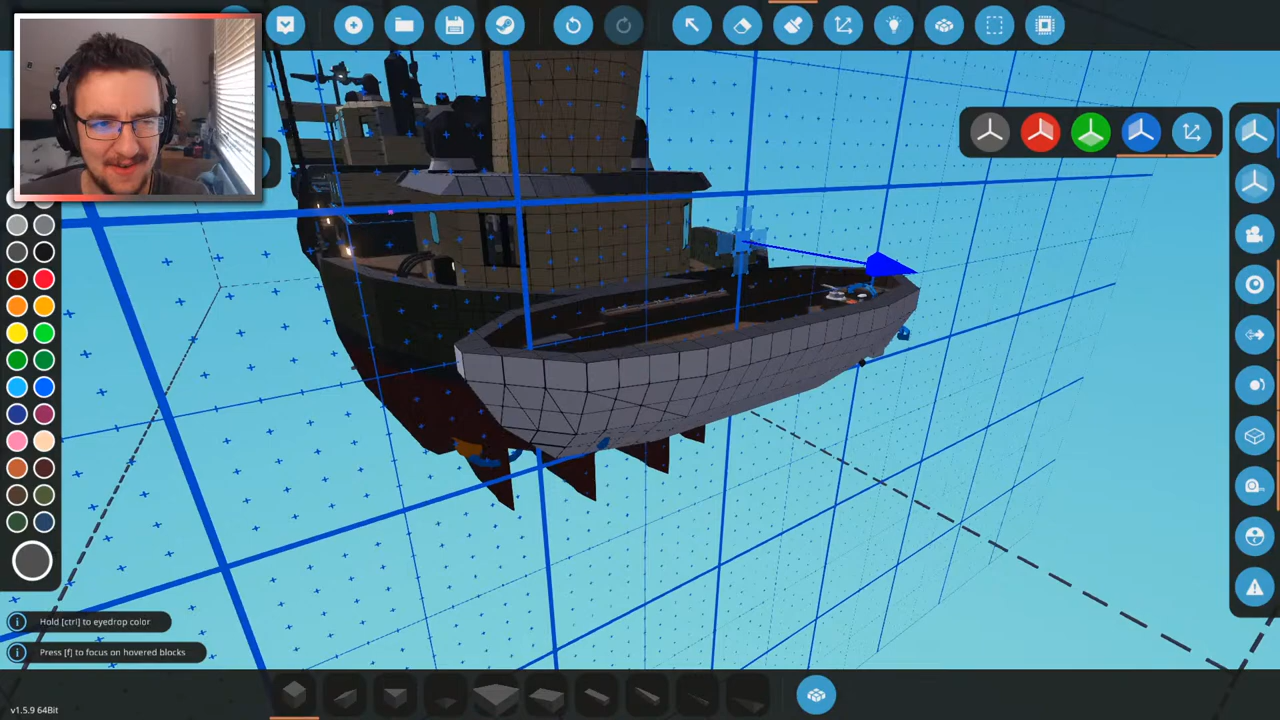 Hold [ctrl] to eyedrop color
Press [f] to focus on hovered blocks
v1.5.9 64Bit